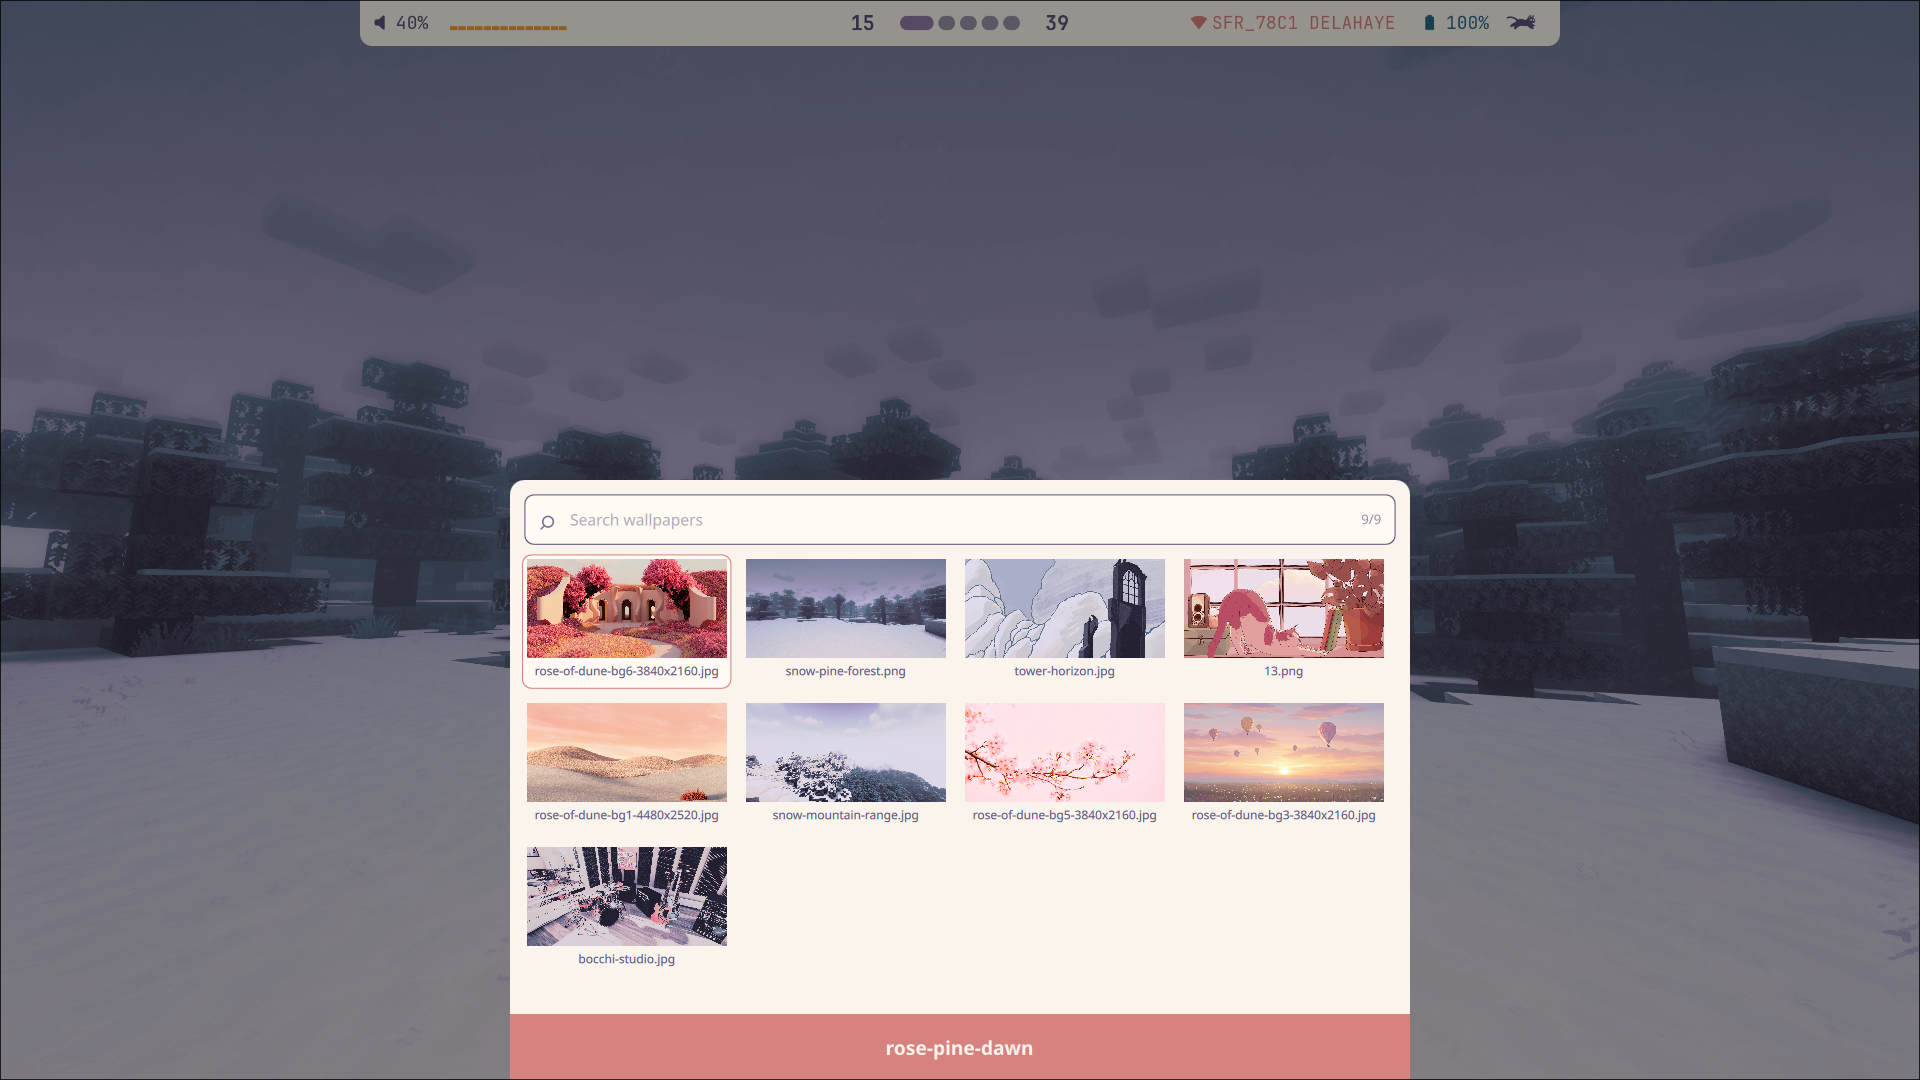 40%
15
39
SFR_78C1 DELAHAYE
100%
Search wallpapers
9/9
rose-of-dune-bg6-3840x2160.jpg
snow-pine-forest.png
tower-horizon.jpg
13.png
rose-of-dune-bg1-4480x2520.jpg
snow-mountain-range.jpg
rose-of-dune-bg5-3840x2160.jpg
rose-of-dune-bg3-3840x2160.jpg
bocchi-studio.jpg
rose-pine-dawn